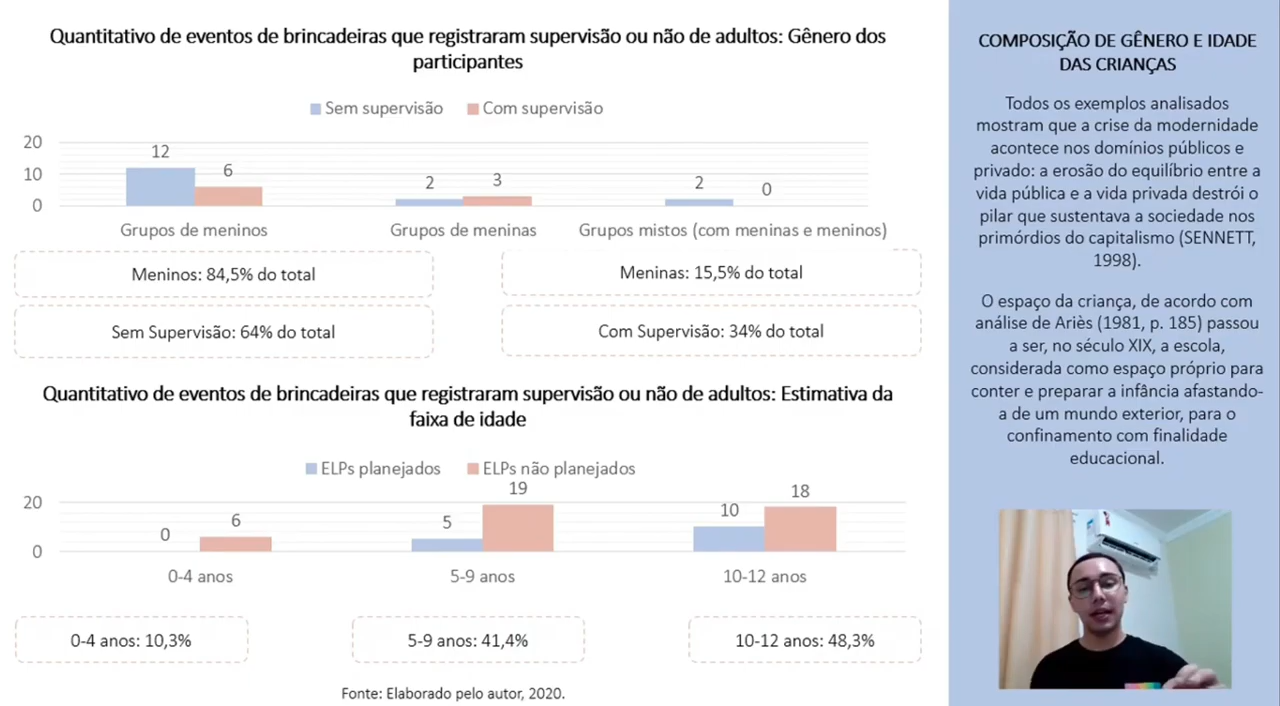 Quantitativo de eventos de brincadeiras que registraram supervisão ou não de adultos: Gênero dos
participantes
Sem supervisão
Com supervisão
20
10
0
12
6
2
3
2
0
Grupos de meninos
Grupos de meninas
Grupos mistos (com meninas e meninos)
Meninos: 84,5% do total
Meninas: 15,5% do total
Sem Supervisão: 64% do total
Com Supervisão: 34% do total
Quantitativo de eventos de brincadeiras que registraram supervisão ou não de adultos: Estimativa da
faixa de idade
ELPs planejados
ELPs não planejados
20
0
0
6
5
19
10
18
0-4 anos
5-9 anos
10-12 anos
0-4 anos: 10,3%
5-9 anos: 41,4%
10-12 anos: 48,3%
Fonte: Elaborado pelo autor, 2020.
COMPOSIÇÃO DE GÊNERO E IDADE
DAS CRIANÇAS
Todos os exemplos analisados
mostram que a crise da modernidade
acontece nos domínios públicos e
privado: a erosão do equilíbrio entre a
vida pública e a vida privada destrói o
pilar que sustentava a sociedade nos
primórdios do capitalismo (SENNETT,
1998).
O espaço da criança, de acordo com
análise de Ariès (1981, p. 185) passou
a ser, no século XIX, a escola,
considerada como espaço próprio para
conter e preparar a infância afastando-
a de um mundo exterior, para o
confinamento com finalidade
educacional.